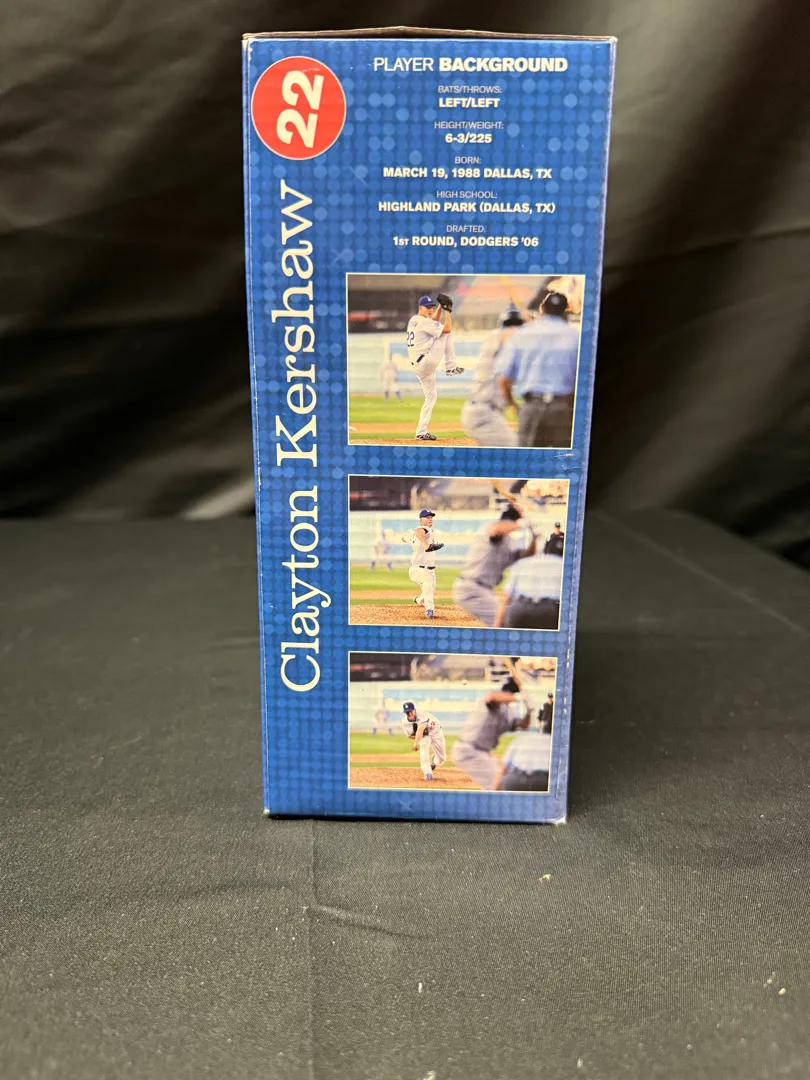 22
Clayton Kershaw
PLAYER BACKGROUND
BATS/THROWS:
LEFT/LEFT
HEIGHT/WEIGHT:
6-3/225
BORN:
MARCH 19, 1988 DALLAS, TX
HIGH SCHOOL:
HIGHLAND PARK (DALLAS, TX)
DRAFTED:
1ST ROUND, DODGERS '06